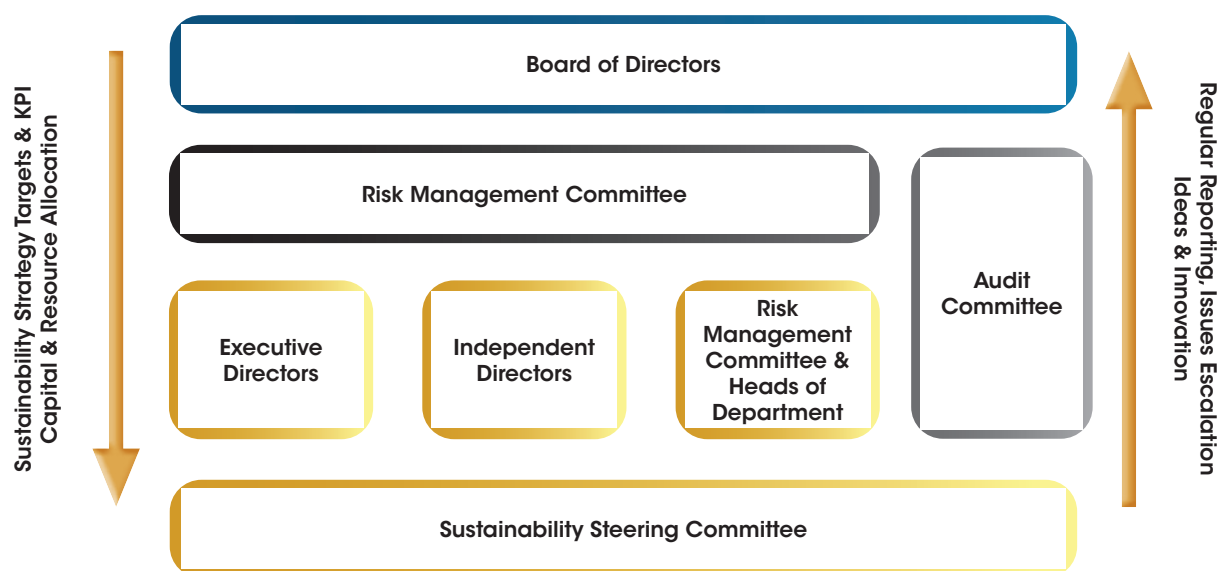 Sustainability Strategy Targets & KPI
Capital & Resource Allocation
Board of Directors
Risk Management Committee
Executive
Directors
Independent
Directors
Risk
Management
Committee &
Heads of
Department
Audit
Committee
Sustainability Steering Committee
Regular Reporting, Issues Escalation
Ideas & Innovation